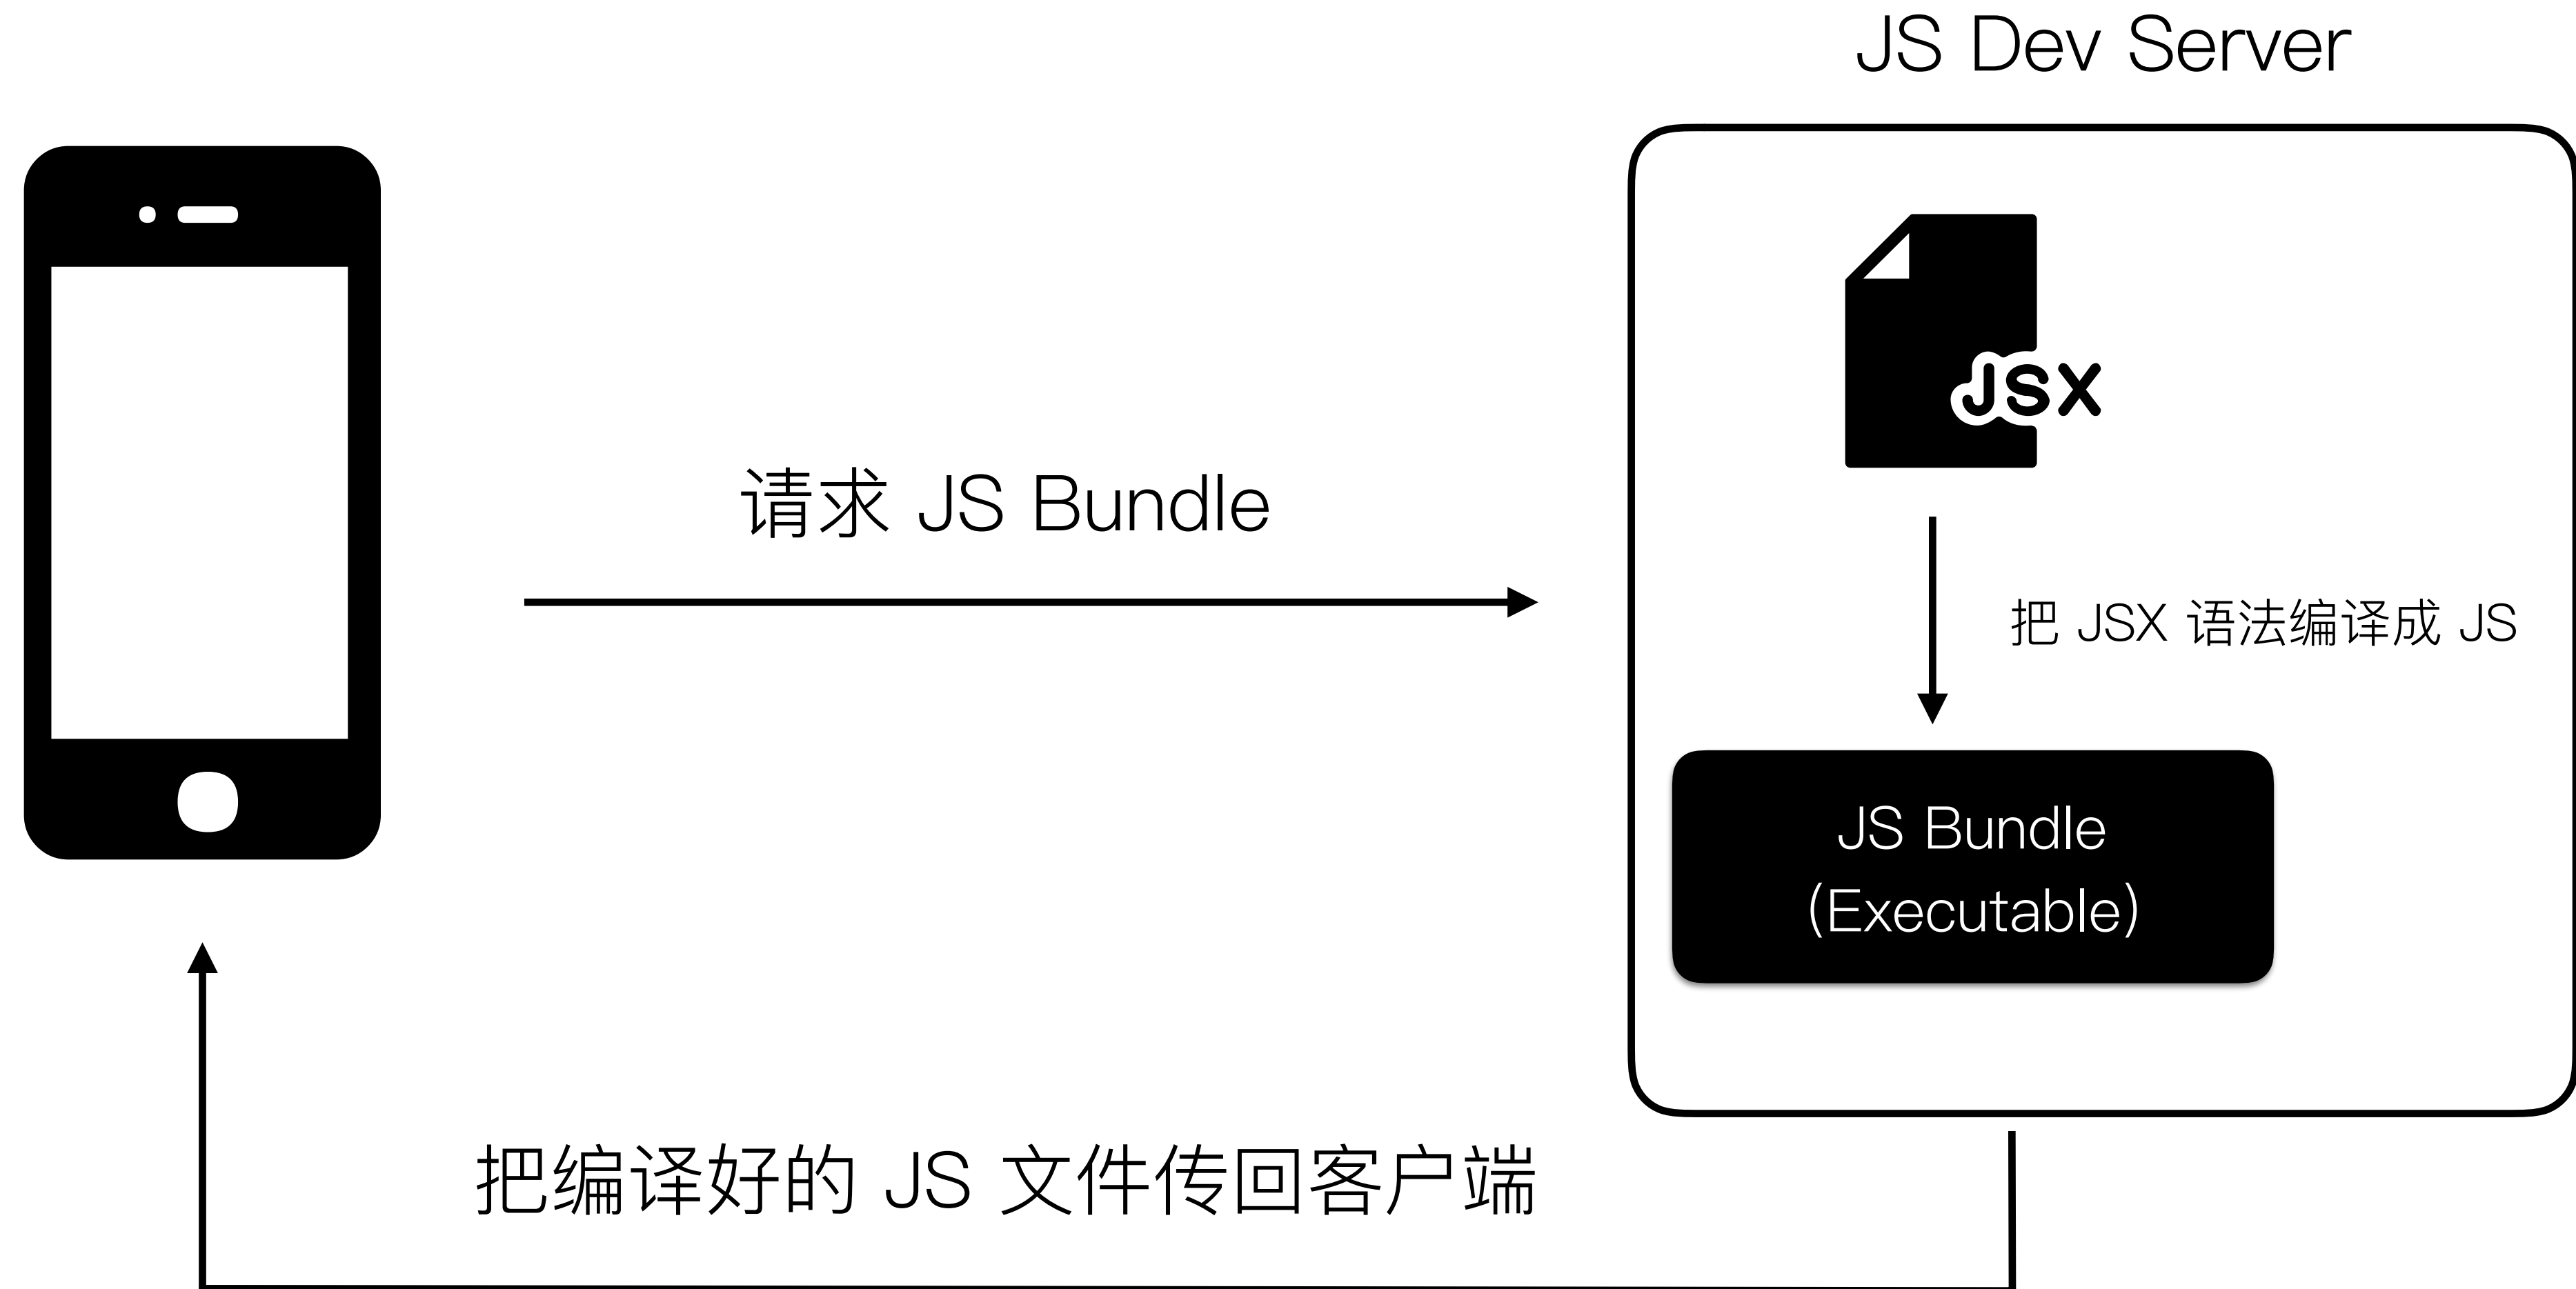 JS Dev Server
JSX
请求 JS Bundle
把 JSX 语法编译成 JS
JS Bundle
(Executable)
把编译好的 JS 文件传回客户端